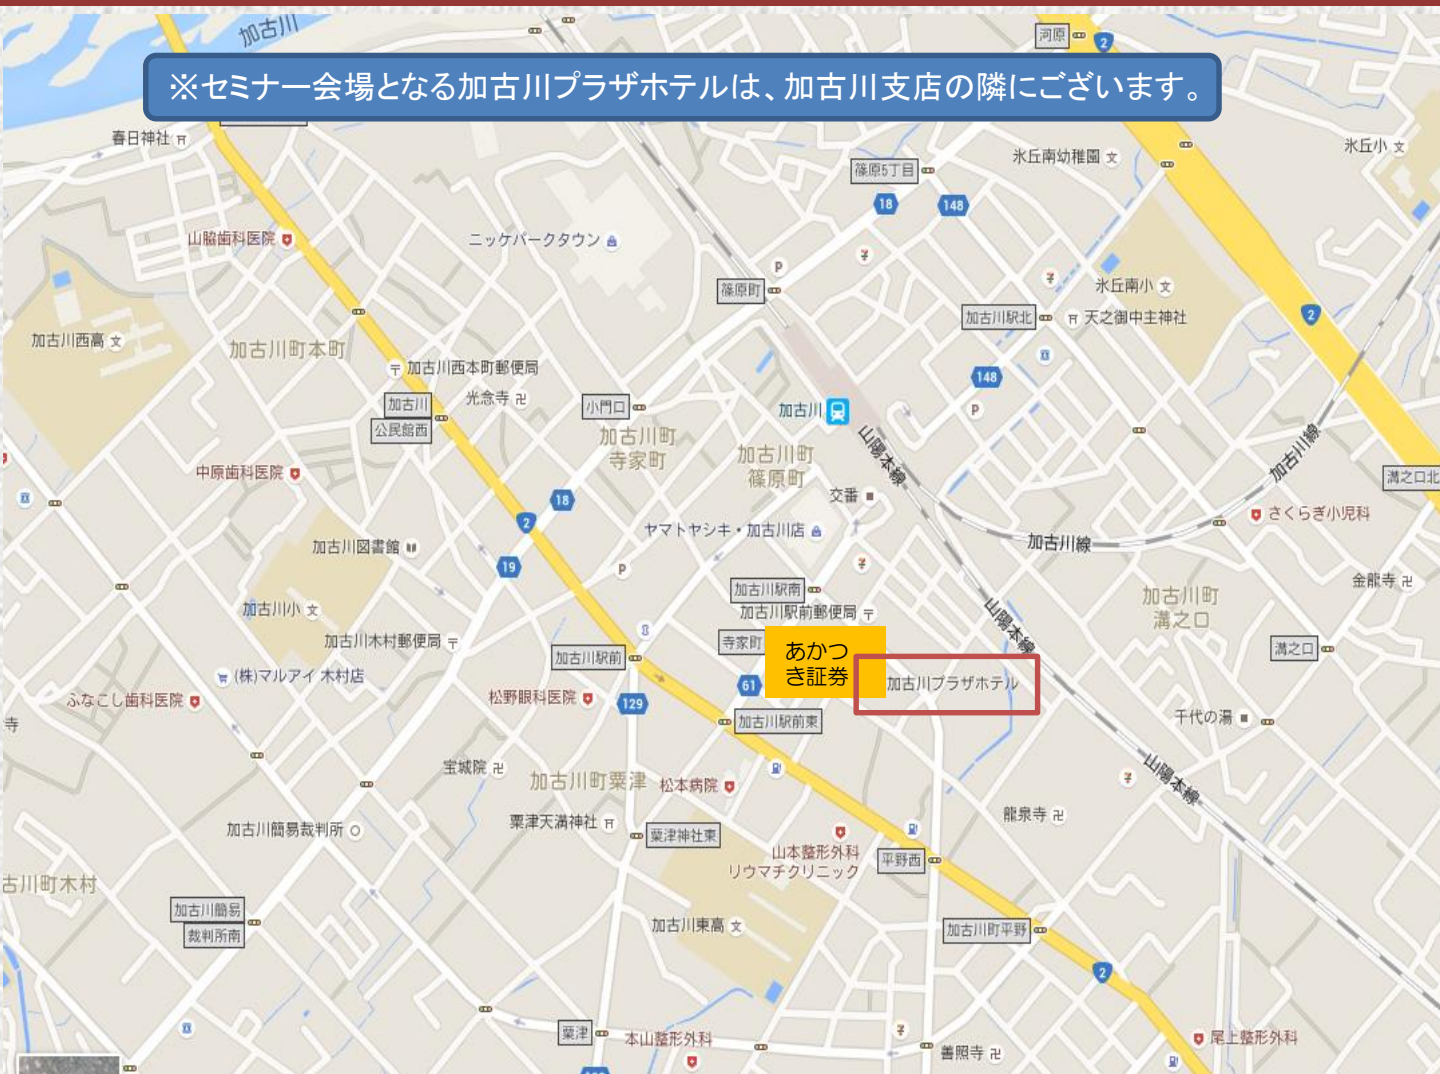 加古川
河原
2
※セミナー会場となる加古川プラザホテルは、加古川支店の隣にございます。
春日神社
氷丘南幼稚園 文
氷丘小 文
篠原5丁目
18
148
山脇歯科医院
ニッケパークタウン
P
篠原町
氷丘南小 文
加古川駅北
天之御中主神社
2
加古川西高 文
加古川町本町
〒 加古川西本町郵便局
148
加古川
公民館西
光念寺 卍
小門口
加古川
P
加古川町
寺家町
加古川町
篠原町
山陽本線
加古川線
中原歯科医院
溝之口北
18
交番
2
ヤマトヤシキ・加古川店
さくらぎ小児科
加古川図書館
加古川線
19
P
加古川駅南
金龍寺 卍
加古川小 文
加古川駅前郵便局 〒
山陽本線
加古川町
溝之口
加古川木村郵便局 〒
寺家町
あかつ
き証券
加古川駅前
溝之口
(株)マルアイ 木村店
61
加古川プラザホテル
ふなこし歯科医院
松野眼科医院
129
寺
加古川駅前東
千代の湯
宝城院 卍
加古川町粟津
松本病院
山陽本線
粟津天満神社
龍泉寺 卍
加古川簡易裁判所
粟津神社東
山本整形外科
リウマチクリニック
平野西
古川町木村
加古川簡易
裁判所南
加古川東高 文
加古川町平野
2
粟津
本山整形外科
善照寺 卍
尾上整形外科